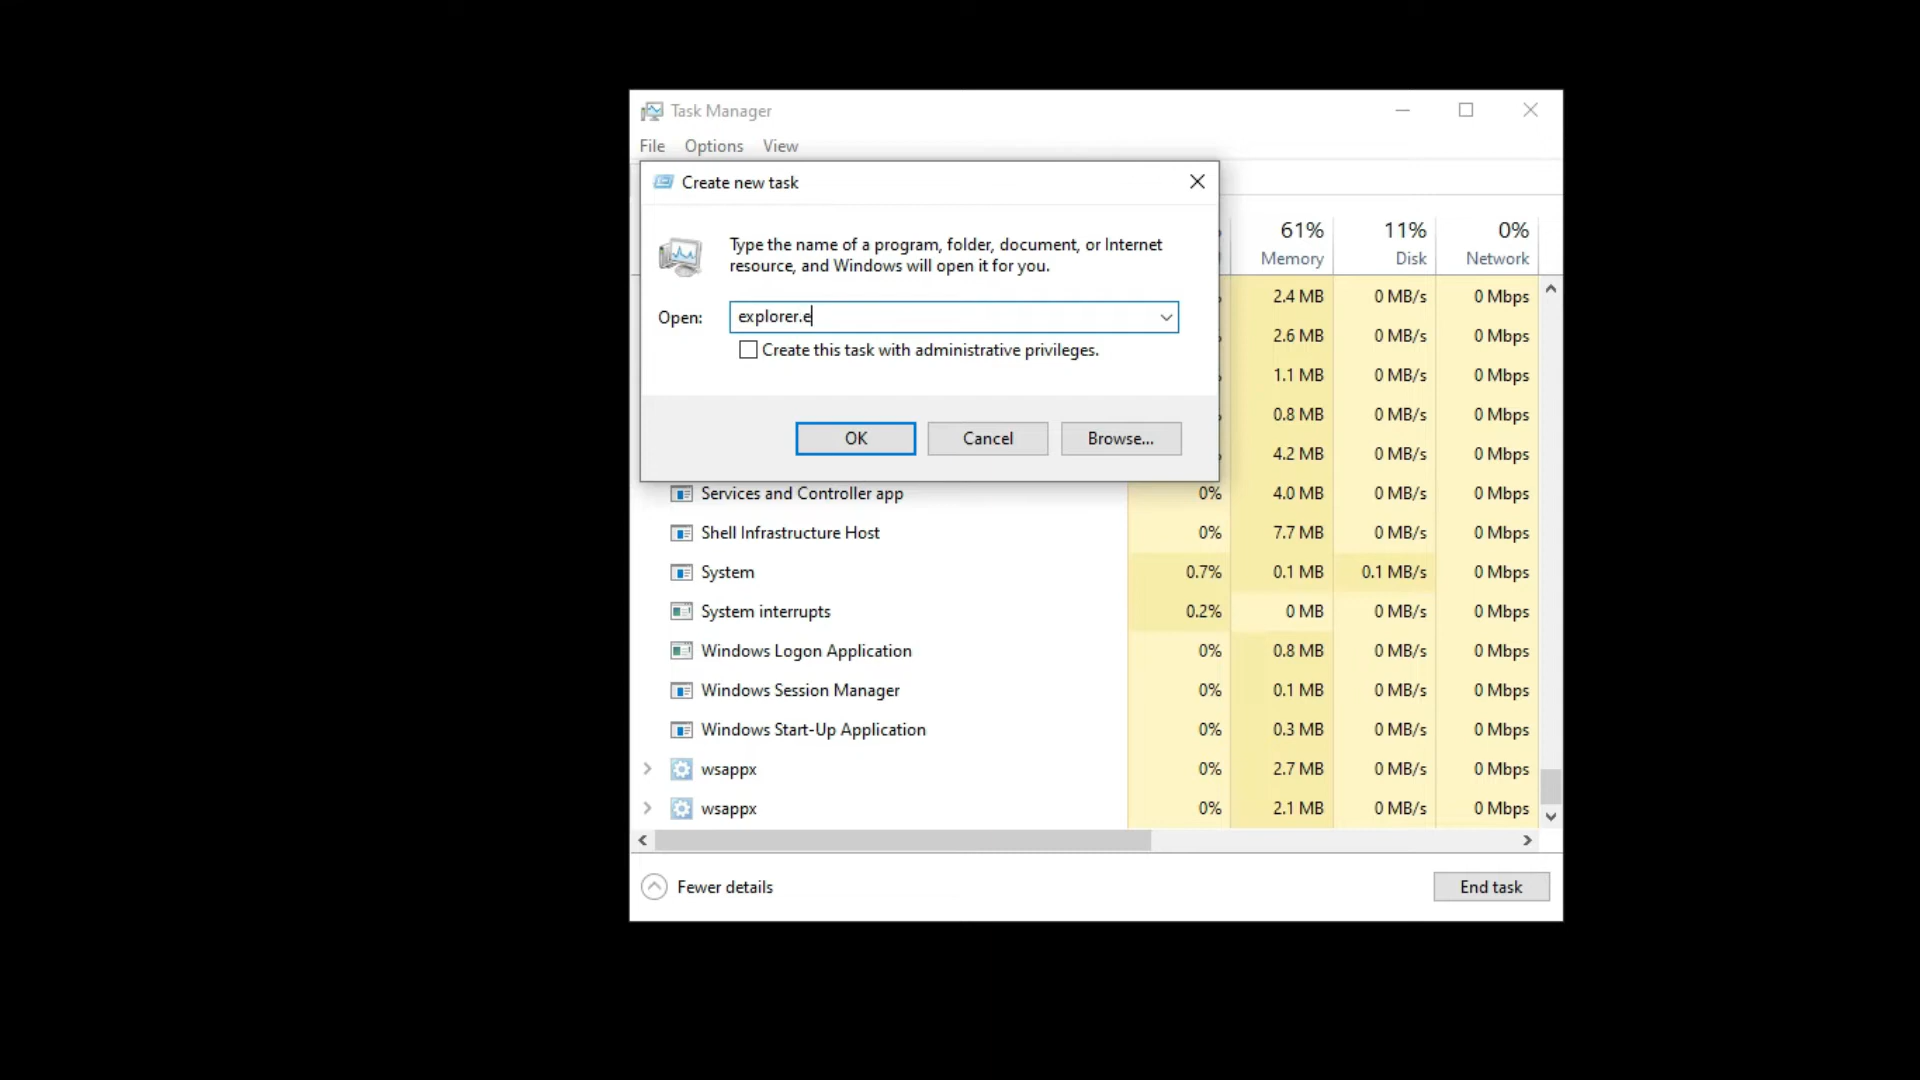 Task Manager
File Options View
Create new task
Type the name of a program, folder, document, or Internet
resource, and Windows will open it for you.
Open: explorer.e
Create this task with administrative privileges.
OK Cancel Browse...
61% 11% 0%
Memory Disk Network
2.4 MB 0 MB/s 0 Mbps
2.6 MB 0 MB/s 0 Mbps
1.1 MB 0 MB/s 0 Mbps
0.8 MB 0 MB/s 0 Mbps
4.2 MB 0 MB/s 0 Mbps
Services and Controller app 0% 4.0 MB 0 MB/s 0 Mbps
Shell Infrastructure Host 0% 7.7 MB 0 MB/s 0 Mbps
System 0.7% 0.1 MB 0.1 MB/s 0 Mbps
System interrupts 0.2% 0 MB 0 MB/s 0 Mbps
Windows Logon Application 0% 0.8 MB 0 MB/s 0 Mbps
Windows Session Manager 0% 0.1 MB 0 MB/s 0 Mbps
Windows Start-Up Application 0% 0.3 MB 0 MB/s 0 Mbps
wsappx 0% 2.7 MB 0 MB/s 0 Mbps
wsappx 0% 2.1 MB 0 MB/s 0 Mbps
Fewer details End task